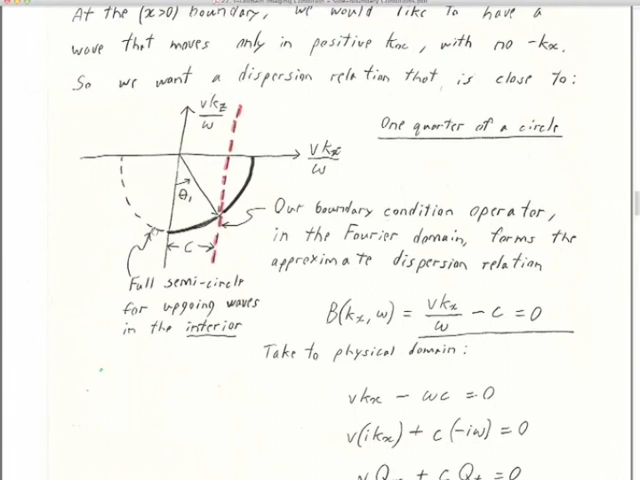 At the (x>0) boundary, we would like to have a
wave that moves only in positive kx, with no -kx.
So we want a dispersion relation that is close to:
vkz/ω
One quarter of a circle
vkx/ω
θ1
C
Our boundary condition operator,
in the Fourier domain, forms the
approximate dispersion relation
Full semi-circle
for upgoing waves
in the interior
B(kx, ω) = vkx/ω - c = 0
Take to physical domain:
vkx - ωc = 0
v(ikx) + c(-iω) = 0